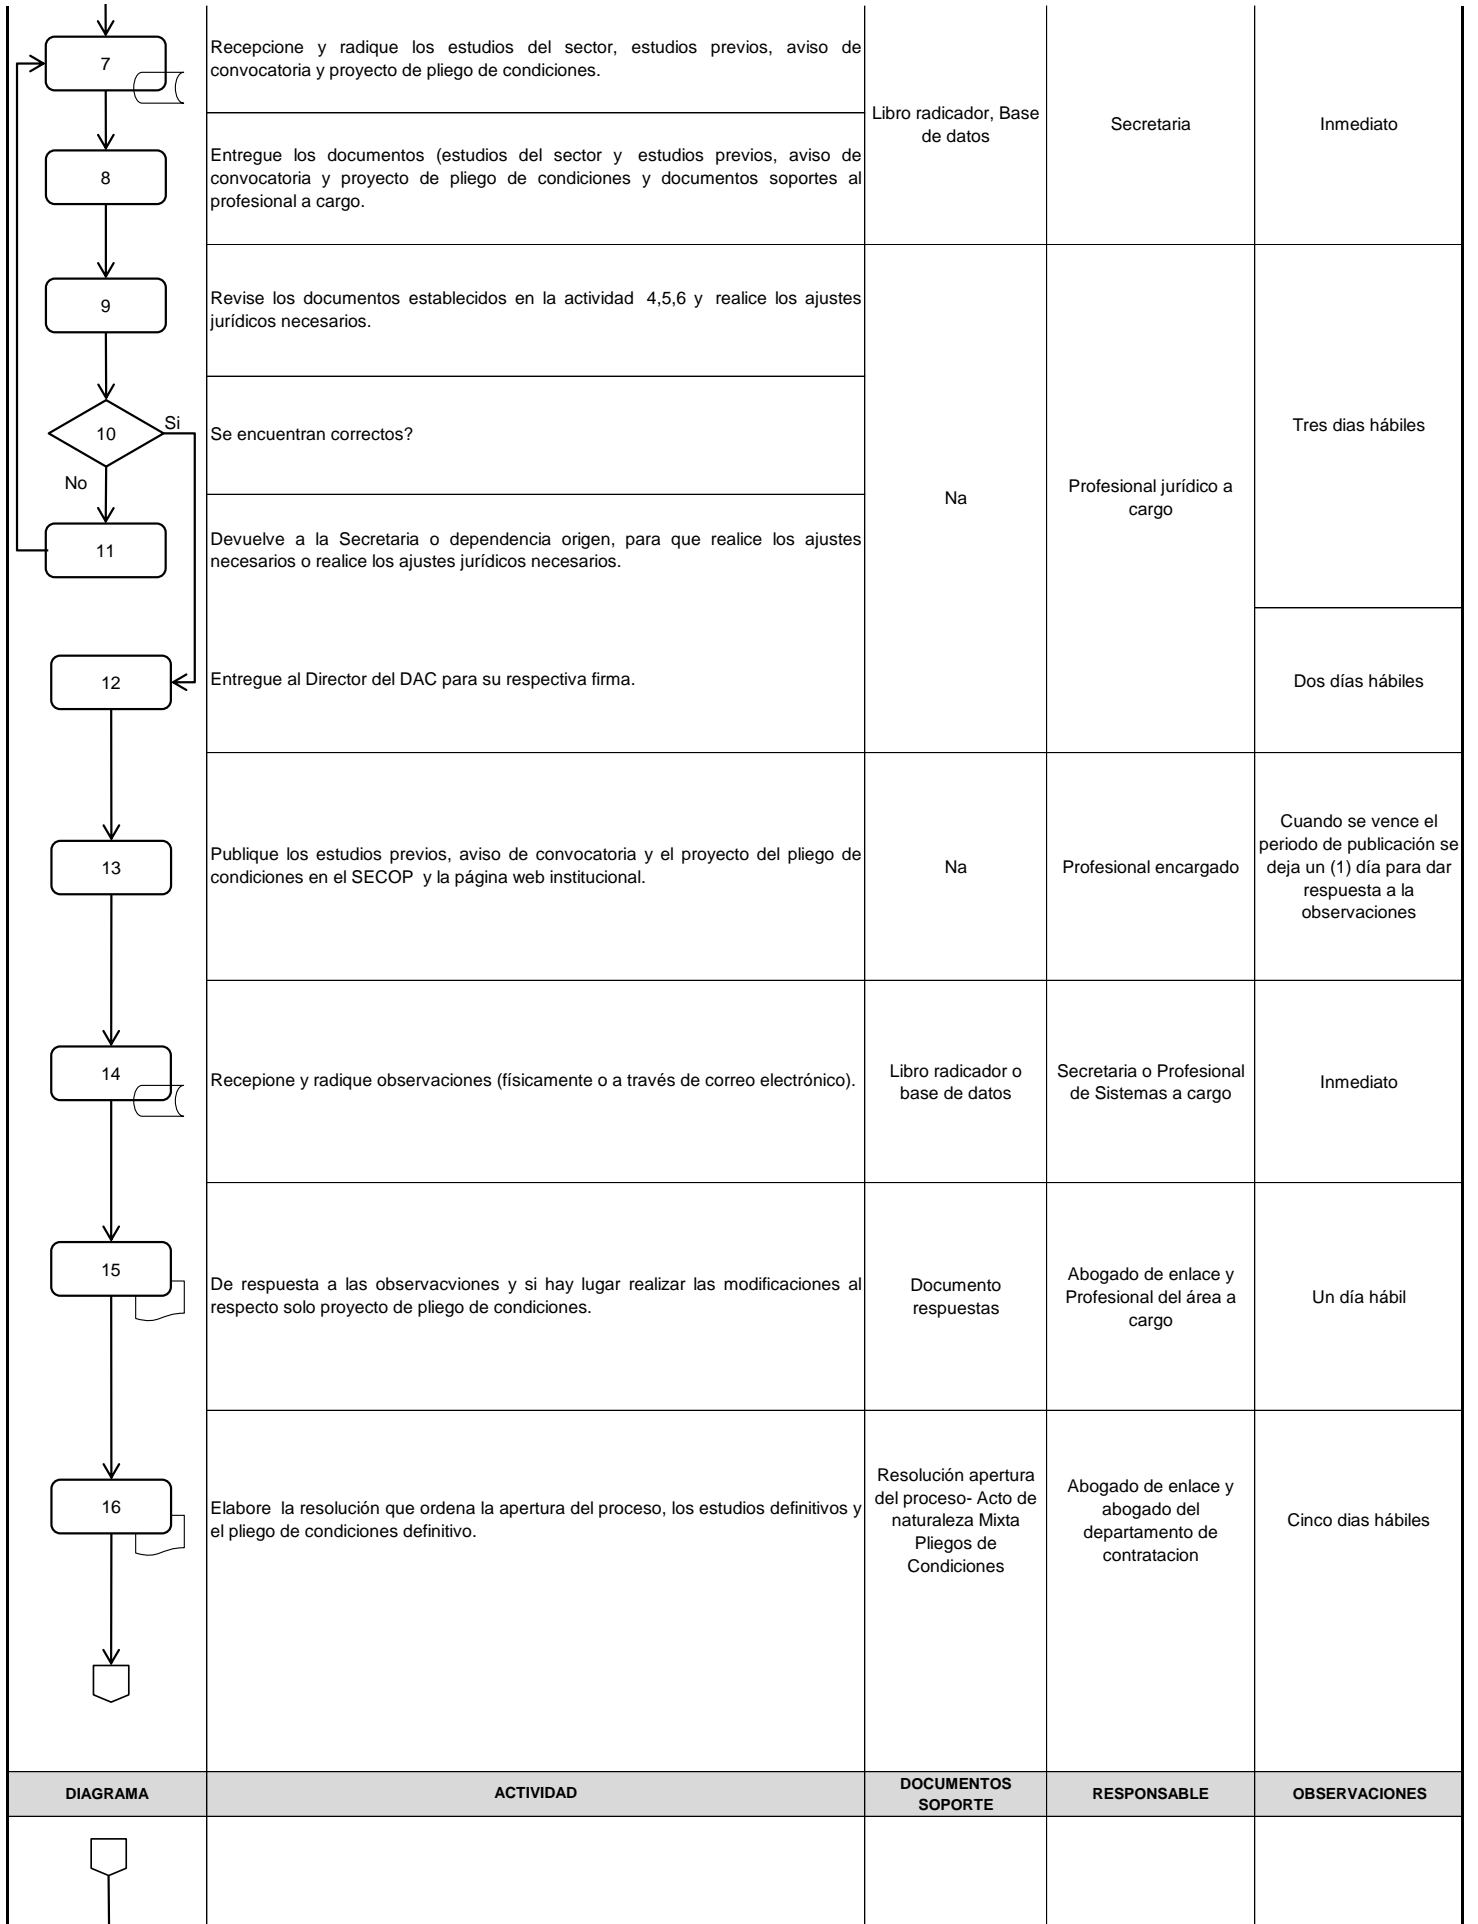 7
Recepcione y radique los estudios del sector, estudios previos, aviso de
convocatoria y proyecto de pliego de condiciones.
Libro radicador, Base
de datos
Secretaria
Inmediato
8
Entregue los documentos (estudios del sector y estudios previos, aviso de
convocatoria y proyecto de pliego de condiciones y documentos soportes al
profesional a cargo.
9
Revise los documentos establecidos en la actividad 4,5,6 y realice los ajustes
jurídicos necesarios.
10
Si
No
Se encuentran correctos?
Na
Profesional jurídico a
cargo
Tres dias hábiles
11
Devuelve a la Secretaria o dependencia origen, para que realice los ajustes
necesarios o realice los ajustes jurídicos necesarios.
12
Entregue al Director del DAC para su respectiva firma.
Dos días hábiles
13
Publique los estudios previos, aviso de convocatoria y el proyecto del pliego de
condiciones en el SECOP y la página web institucional.
Na
Profesional encargado
Cuando se vence el
periodo de publicación se
deja un (1) día para dar
respuesta a la
observaciones
14
Recepione y radique observaciones (físicamente o a través de correo electrónico).
Libro radicador o
base de datos
Secretaria o Profesional
de Sistemas a cargo
Inmediato
15
De respuesta a las observacviones y si hay lugar realizar las modificaciones al
respecto solo proyecto de pliego de condiciones.
Documento
respuestas
Abogado de enlace y
Profesional del área a
cargo
Un día hábil
16
Elabore la resolución que ordena la apertura del proceso, los estudios definitivos y
el pliego de condiciones definitivo.
Resolución apertura
del proceso- Acto de
naturaleza Mixta
Pliegos de
Condiciones
Abogado de enlace y
abogado del
departamento de
contratacion
Cinco dias hábiles
DIAGRAMA
ACTIVIDAD
DOCUMENTOS
SOPORTE
RESPONSABLE
OBSERVACIONES